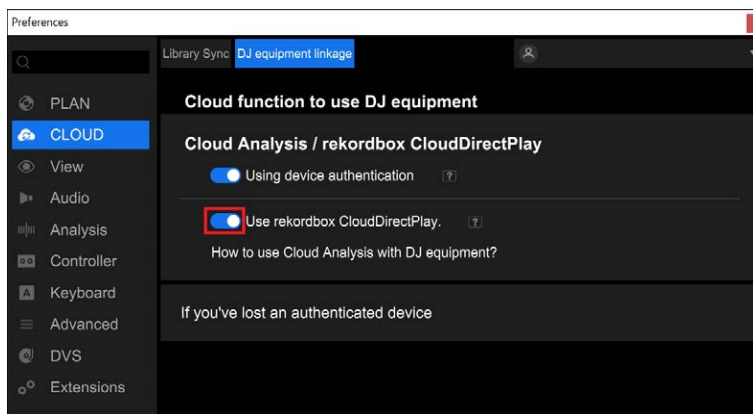 Preferences
Library Sync DJ equipment linkage
PLAN
CLOUD
View
Audio
Analysis
Controller
Keyboard
Advanced
DVS
Extensions
Cloud function to use DJ equipment
Cloud Analysis / rekordbox CloudDirectPlay
Using device authentication ?
Use rekordbox CloudDirectPlay. ?
How to use Cloud Analysis with DJ equipment?
If you've lost an authenticated device